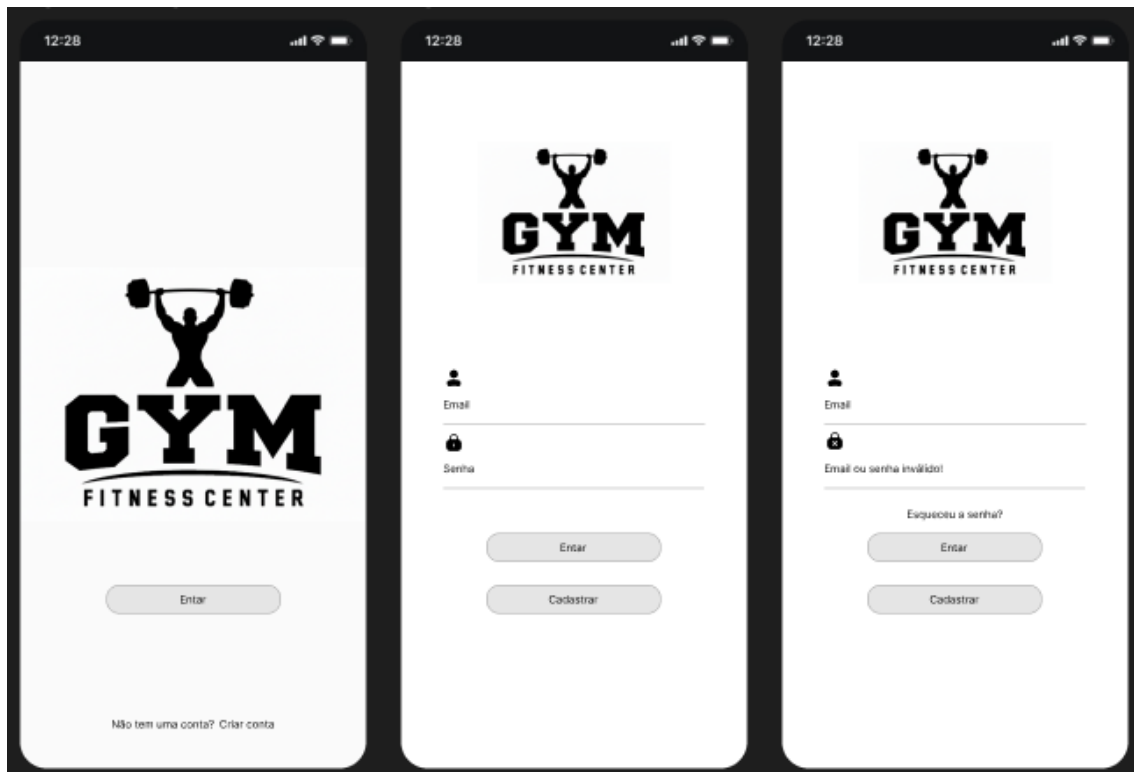 12:28
GYM
FITNESS CENTER
Entar
Não tem uma conta? Criar conta
12:28
GYM
FITNESS CENTER
Email
Senha
Entar
Cadastrar
12:28
GYM
FITNESS CENTER
Email
Email ou senha inválido!
Esqueceu a senha?
Entar
Cadastrar